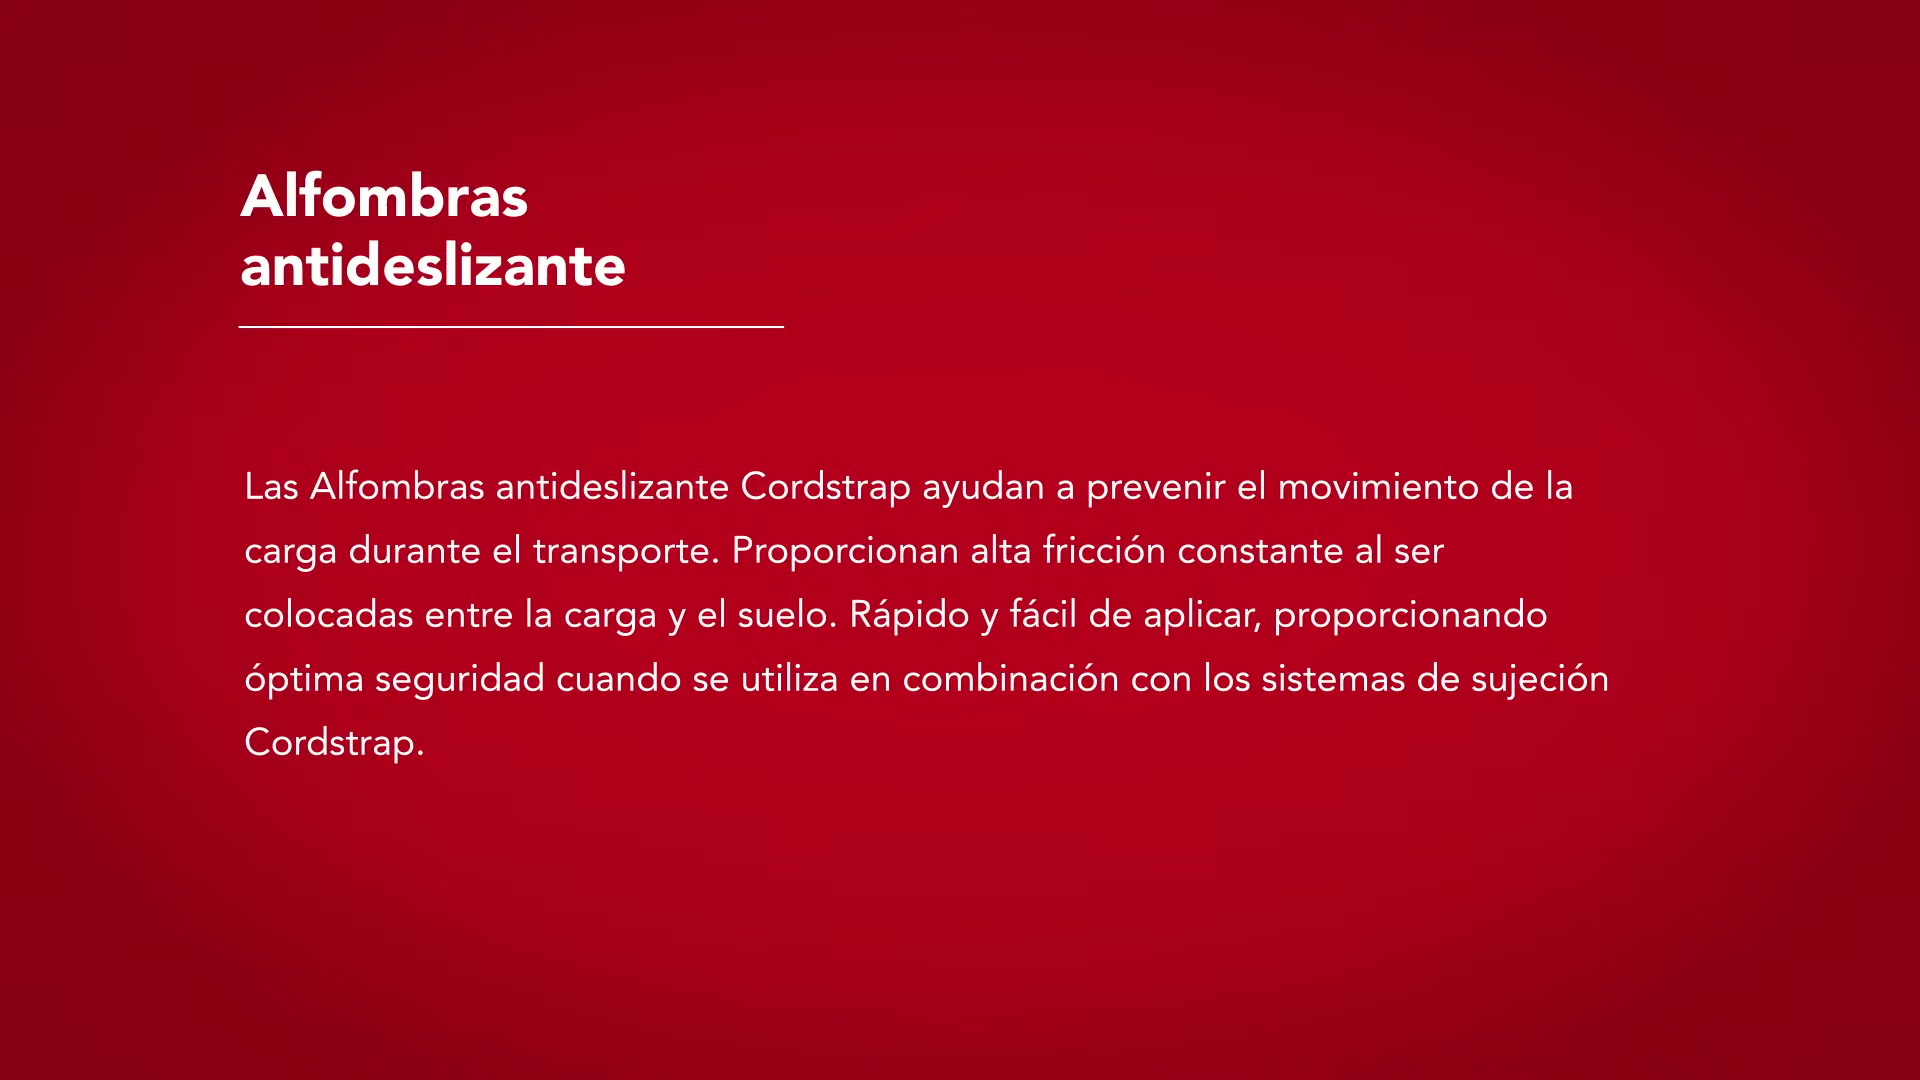 Alfombras
antideslizante
Las Alfombras antideslizante Cordstrap ayudan a prevenir el movimiento de la
carga durante el transporte. Proporcionan alta fricción constante al ser
colocadas entre la carga y el suelo. Rápido y fácil de aplicar, proporcionando
óptima seguridad cuando se utiliza en combinación con los sistemas de sujeción
Cordstrap.